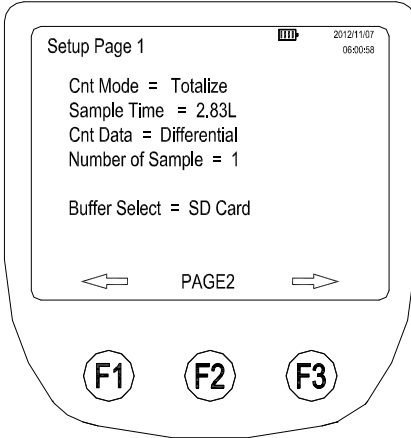 2012/11/07
Setup Page 1
06:00:58
Cnt Mode = Totalize
Sample Time = 2.83L
Cnt Data = Differential
Number of Sample = 1
Buffer Select = SD Card
PAGE2
F1 F2 F3